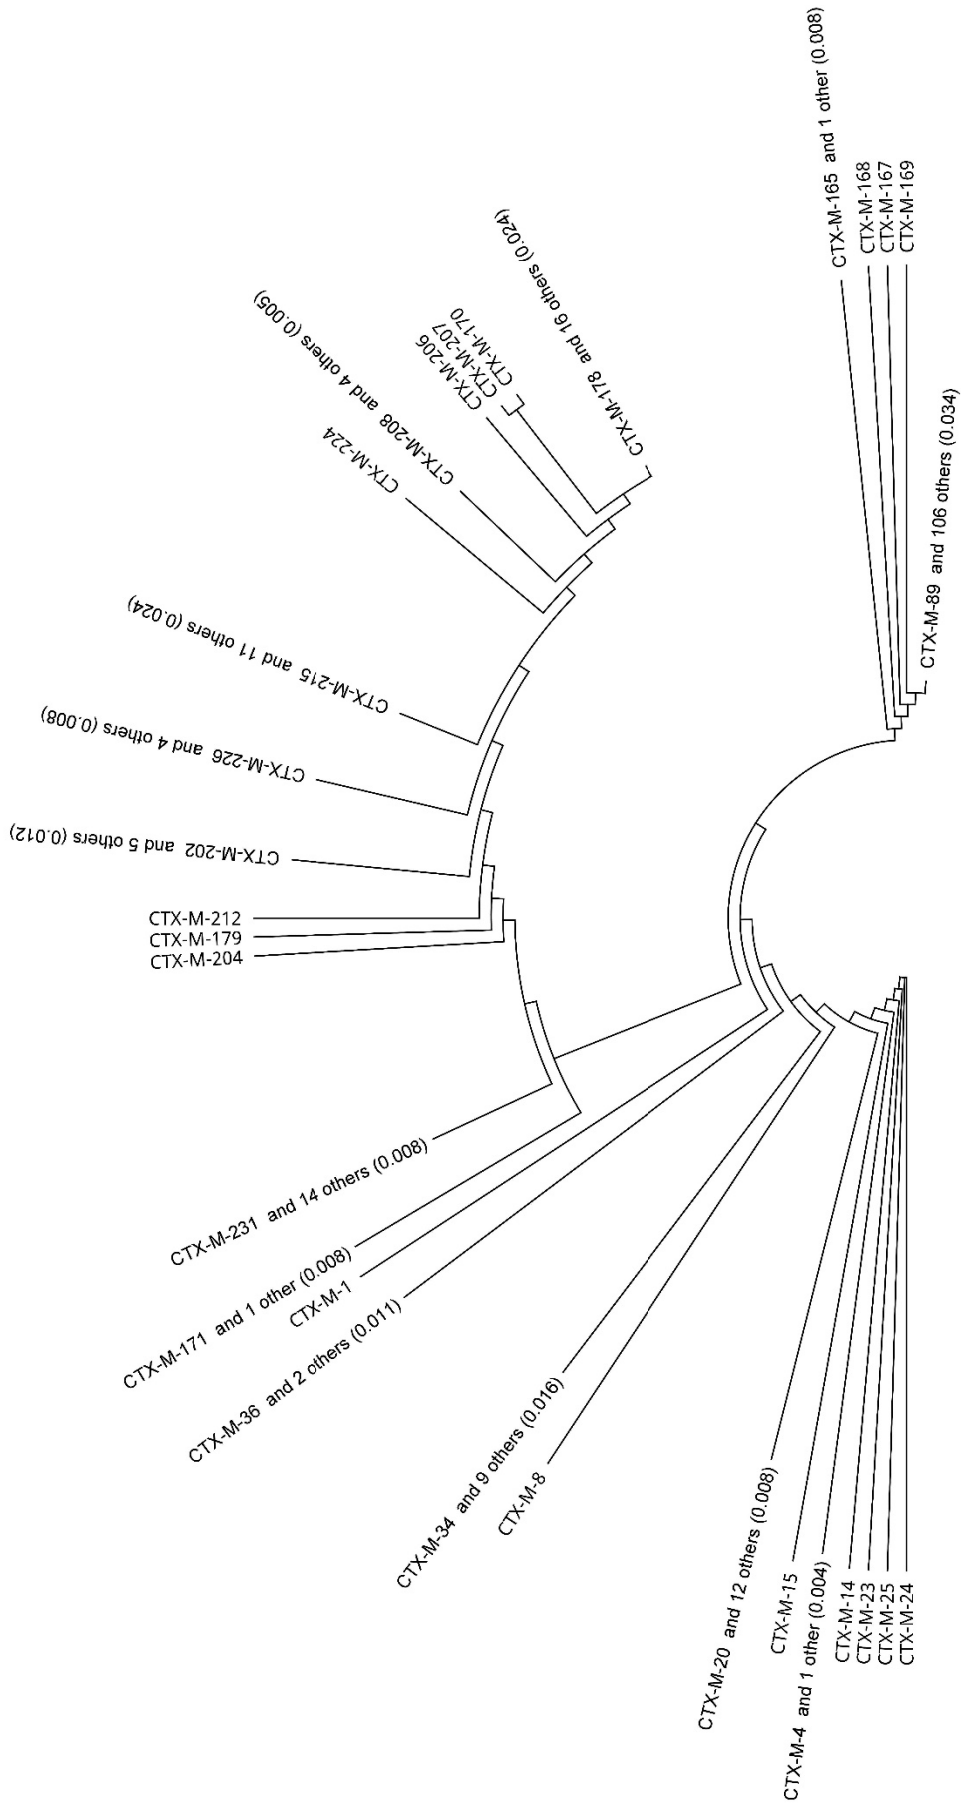 CTX-M-165 and 1 other (0.008)
CTX-M-168
CTX-M-167
CTX-M-169
CTX-M-89 and 106 others (0.034)
CTX-M-178 and 16 others (0.024)
CTX-M-170
CTX-M-207
CTX-M-206
CTX-M-208 and 4 others (0.005)
CTX-M-224
CTX-M-215 and 11 others (0.024)
CTX-M-226 and 4 others (0.008)
CTX-M-202 and 5 others (0.012)
CTX-M-212
CTX-M-179
CTX-M-204
CTX-M-231 and 14 others (0.008)
CTX-M-171 and 1 other (0.008)
CTX-M-1
CTX-M-36 and 2 others (0.011)
CTX-M-34 and 9 others (0.016)
CTX-M-8
CTX-M-20 and 12 others (0.008)
CTX-M-15
CTX-M-4 and 1 other (0.004)
CTX-M-14
CTX-M-23
CTX-M-25
CTX-M-24